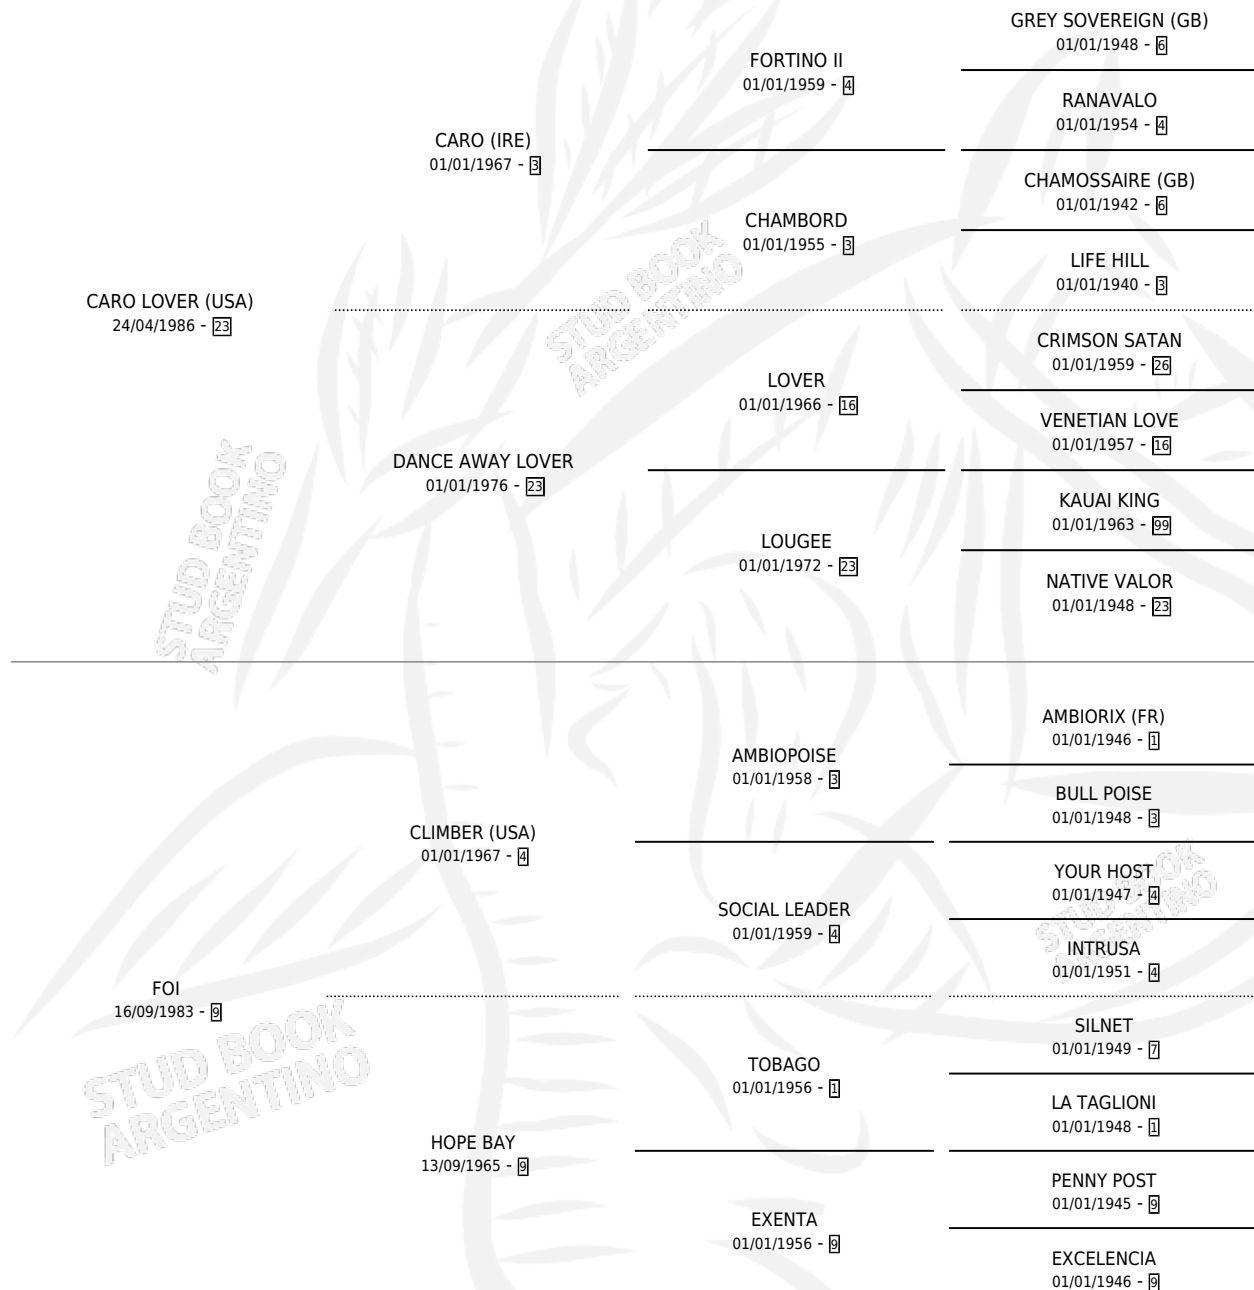 GREY SOVEREIGN (GB)
01/01/1948 - 6
FORTINO II
01/01/1959 - 4
RANAVALO
01/01/1954 - 4
CARO (IRE)
01/01/1967 - 3
CHAMOSSAIRE (GB)
01/01/1942 - 6
CHAMBORD
01/01/1955 - 3
LIFE HILL
01/01/1940 - 3
CARO LOVER (USA)
24/04/1986 - 23
STUD BOOK
ARGENTINO
CRIMSON SATAN
01/01/1959 - 26
LOVER
01/01/1966 - 16
VENETIAN LOVE
01/01/1957 - 16
DANCE AWAY LOVER
01/01/1976 - 23
KAUAI KING
01/01/1963 - 99
LOUGEE
01/01/1972 - 23
NATIVE VALOR
01/01/1948 - 23
STUD BOOK
ARGENTINO
AMBIORIX (FR)
01/01/1946 - 1
AMBIOPOISE
01/01/1958 - 3
BULL POISE
01/01/1948 - 3
CLIMBER (USA)
01/01/1967 - 4
YOUR HOST
01/01/1947 - 4
SOCIAL LEADER
01/01/1959 - 4
STUD BOOK
ARGENTINO
INTRUSA
01/01/1951 - 4
FOI
16/09/1983 - 9
STUD BOOK
ARGENTINO
SILNET
01/01/1949 - 7
TOBAGO
01/01/1956 - 1
LA TAGLIONI
01/01/1948 - 1
HOPE BAY
13/09/1965 - 9
PENNY POST
01/01/1945 - 9
EXENTA
01/01/1956 - 9
EXCELENCIA
01/01/1946 - 9